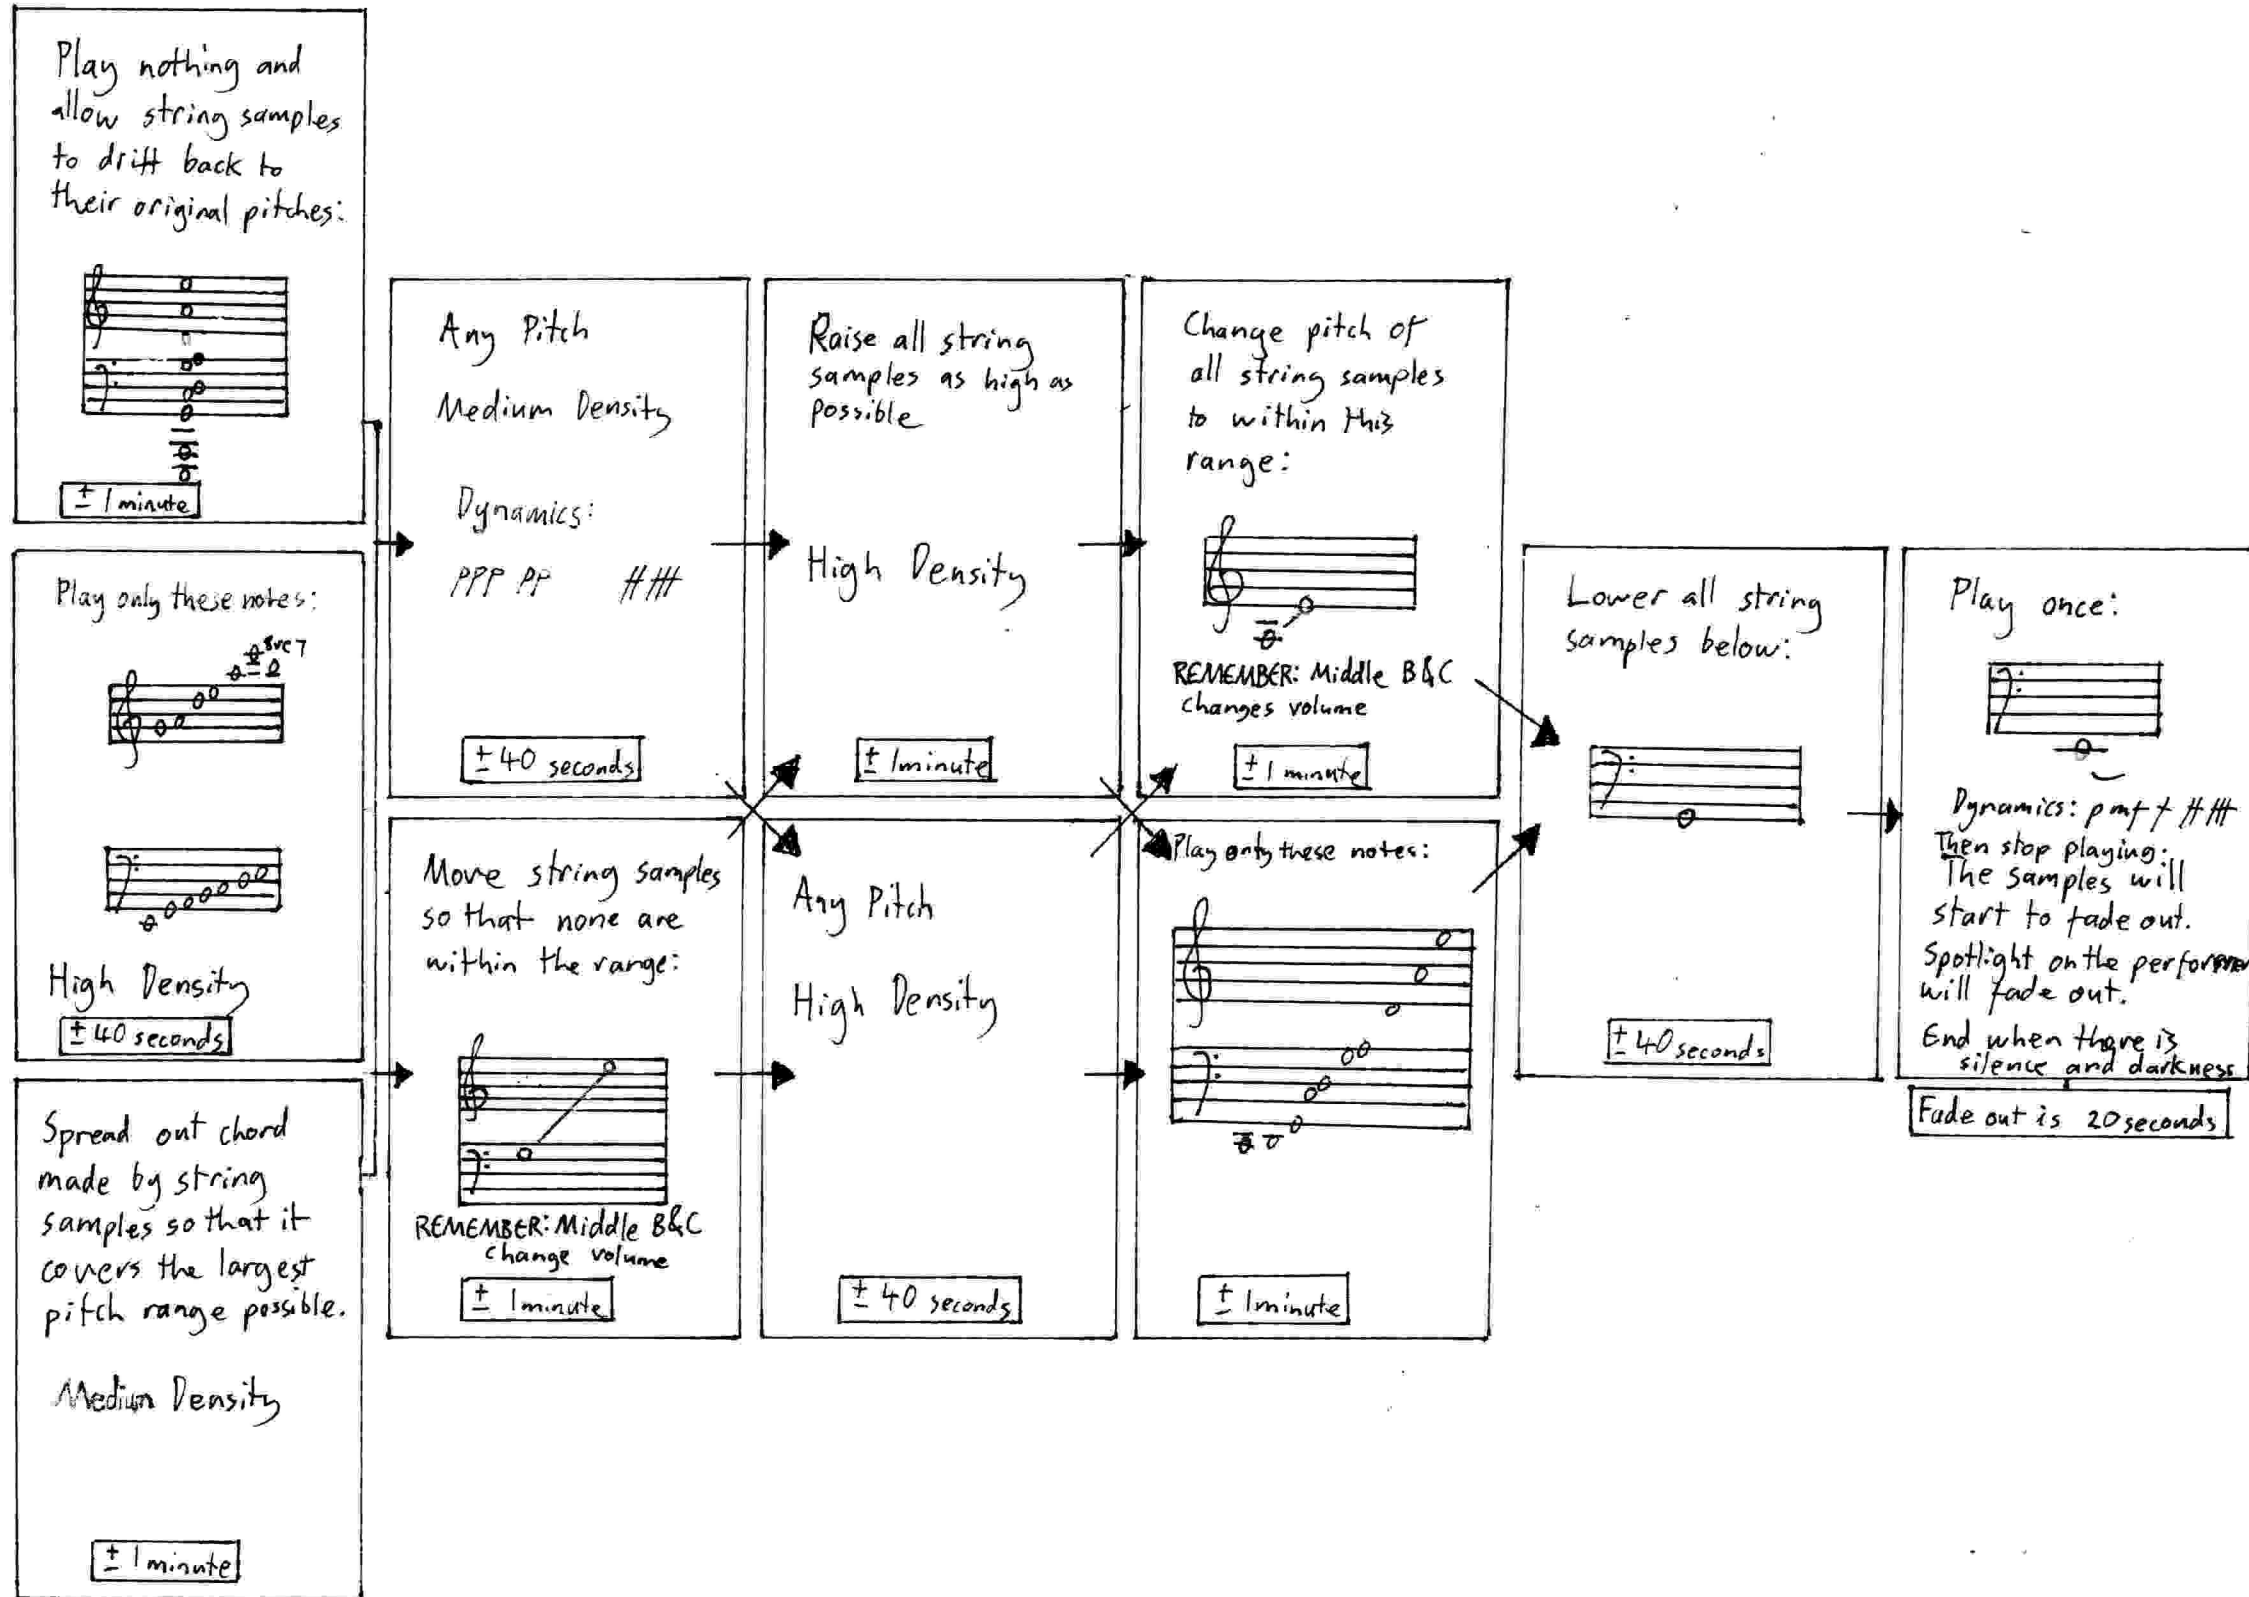 Play nothing and
allow string samples
to drift back to
their original pitches:
± 1 minute
Play only these notes:
High Density
± 40 seconds
Spread out chord
made by string
samples so that it
covers the largest
pitch range possible.
Medium Density
± 1 minute
Any Pitch
Medium Density
Dynamics:
ppp pp ff fff
± 40 seconds
Move string samples
so that none are
within the range:
REMEMBER: Middle B&C
change volume
± 1 minute
Raise all string
samples as high as
possible
High Density
± 1 minute
Any Pitch
High Density
± 40 seconds
Change pitch of
all string samples
to within this
range:
REMEMBER: Middle B&C
changes volume
± 1 minute
Play only these notes:
± 1 minute
Lower all string
samples below:
± 40 seconds
Play once:
Dynamics: p mf f ff fff
Then stop playing:
The samples will
start to fade out.
Spotlight on the performer
will fade out.
End when there is
silence and darkness
Fade out is 20 seconds